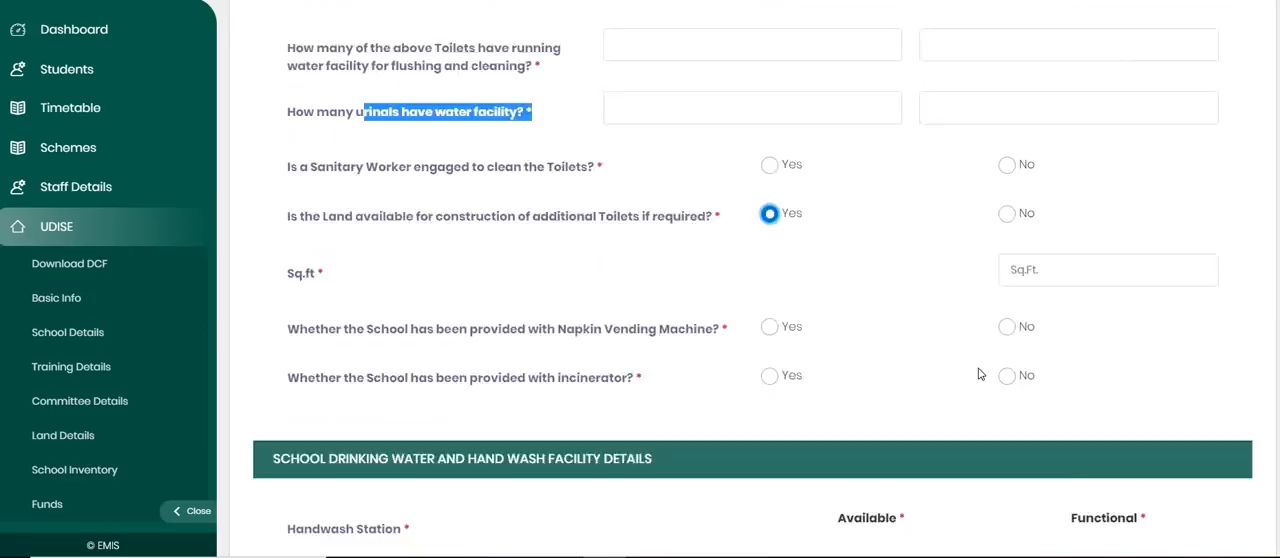 Dashboard
Students
Timetable
Schemes
Staff Details
UDISE
Download DCF
Basic Info
School Details
Training Details
Committee Details
Land Details
School Inventory
Funds
Close
© EMIS
How many of the above Toilets have running
water facility for flushing and cleaning? *
How many urinals have water facility? *
Is a Sanitary Worker engaged to clean the Toilets? * Yes No
Is the Land available for construction of additional Toilets if required? * Yes No
Sq.ft * Sq.Ft.
Whether the School has been provided with Napkin Vending Machine? * Yes No
Whether the School has been provided with incinerator? * Yes No
SCHOOL DRINKING WATER AND HAND WASH FACILITY DETAILS
Available * Functional *
Handwash Station *